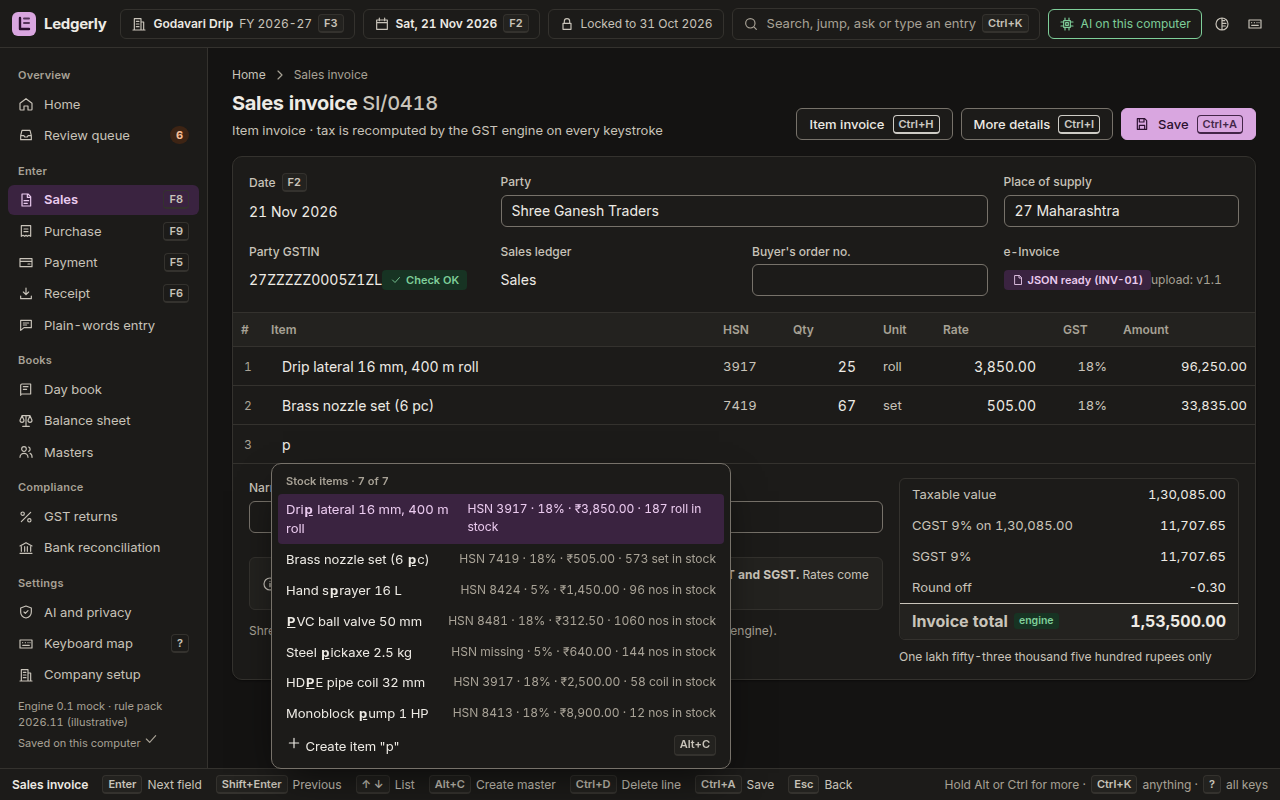 Ledgerly
Godavari Drip FY 2026-27 F3
Sat, 21 Nov 2026 F2
Locked to 31 Oct 2026
Search, jump, ask or type an entry Ctrl+K
AI on this computer
Overview
Home
Review queue 6
Enter
Sales F8
Purchase F9
Payment F5
Receipt F6
Plain-words entry
Books
Day book
Balance sheet
Masters
Compliance
GST returns
Bank reconciliation
Settings
AI and privacy
Keyboard map ?
Company setup
Engine 0.1 mock · rule pack
2026.11 (illustrative)
Saved on this computer
Home > Sales invoice
Sales invoice SI/0418
Item invoice · tax is recomputed by the GST engine on every keystroke
Item invoice Ctrl+H
More details Ctrl+I
Save Ctrl+A
Date F2
21 Nov 2026
Party
Shree Ganesh Traders
Place of supply
27 Maharashtra
Party GSTIN
27ZZZZZ0005Z1ZL Check OK
Sales ledger
Sales
Buyer's order no.
e-Invoice
JSON ready (INV-01) upload: v1.1
# Item HSN Qty Unit Rate GST Amount
1 Drip lateral 16 mm, 400 m roll 3917 25 roll 3,850.00 18% 96,250.00
2 Brass nozzle set (6 pc) 7419 67 set 505.00 18% 33,835.00
3 p
Stock items · 7 of 7
Drip lateral 16 mm, 400 m roll HSN 3917 · 18% · ₹3,850.00 · 187 roll in stock
Brass nozzle set (6 pc) HSN 7419 · 18% · ₹505.00 · 573 set in stock
Hand sprayer 16 L HSN 8424 · 5% · ₹1,450.00 · 96 nos in stock
PVC ball valve 50 mm HSN 8481 · 18% · ₹312.50 · 1060 nos in stock
Steel pickaxe 2.5 kg HSN missing · 5% · ₹640.00 · 144 nos in stock
HDPE pipe coil 32 mm HSN 3917 · 18% · ₹2,500.00 · 58 coil in stock
Monoblock pump 1 HP HSN 8413 · 18% · ₹8,900.00 · 12 nos in stock
+ Create item "p" Alt+C
T and SGST. Rates come
engine).
Taxable value 1,30,085.00
CGST 9% on 1,30,085.00 11,707.65
SGST 9% 11,707.65
Round off -0.30
Invoice total engine 1,53,500.00
One lakh fifty-three thousand five hundred rupees only
Sales invoice Enter Next field Shift+Enter Previous ↑↓ List Alt+C Create master Ctrl+D Delete line Ctrl+A Save Esc Back Hold Alt or Ctrl for more · Ctrl+K anything · ? all keys